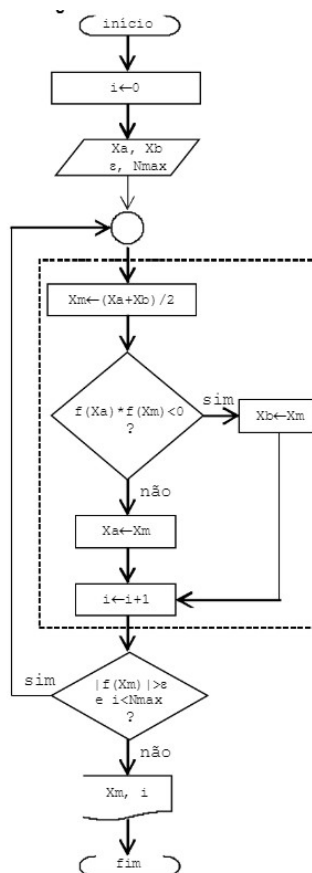 início
i←0
Xa, Xb
ε, Nmax
Xm←(Xa+Xb)/2
f(Xa)*f(Xm)<0
?
sim
Xb←Xm
não
Xa←Xm
i←i+1
sim
|f(Xm)|>ε
e i<Nmax
?
não
Xm, i
fim